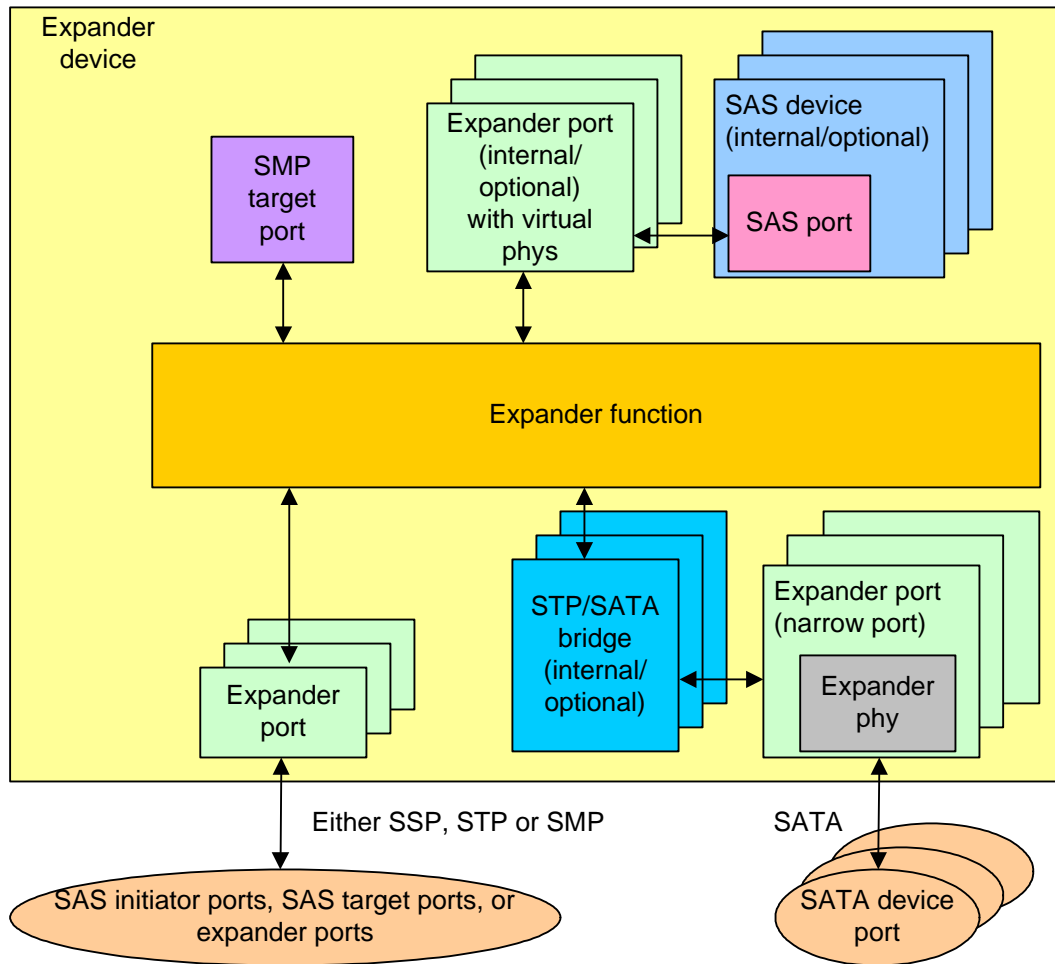 Expander
device
SMP
target
port
Expander port
(internal/
optional)
with virtual
phys
SAS device
(internal/optional)
SAS port
Expander function
Expander
port
STP/SATA
bridge
(internal/
optional)
Expander port
(narrow port)
Expander
phy
Either SSP, STP or SMP
SATA
SAS initiator ports, SAS target ports, or
expander ports
SATA device
port